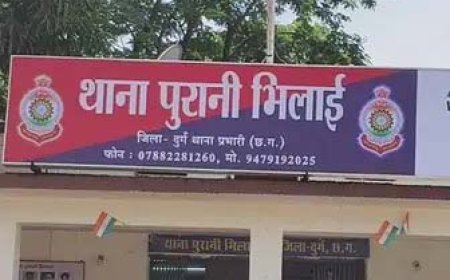 थाना पुरानी भिलाई
जिला- दुर्ग थाना प्रभारी (छ.ग.)
फोन : 07882281260, मो. 9479192025
थाना पुरानी भिला जिला-दुर्ग, छ.ग.